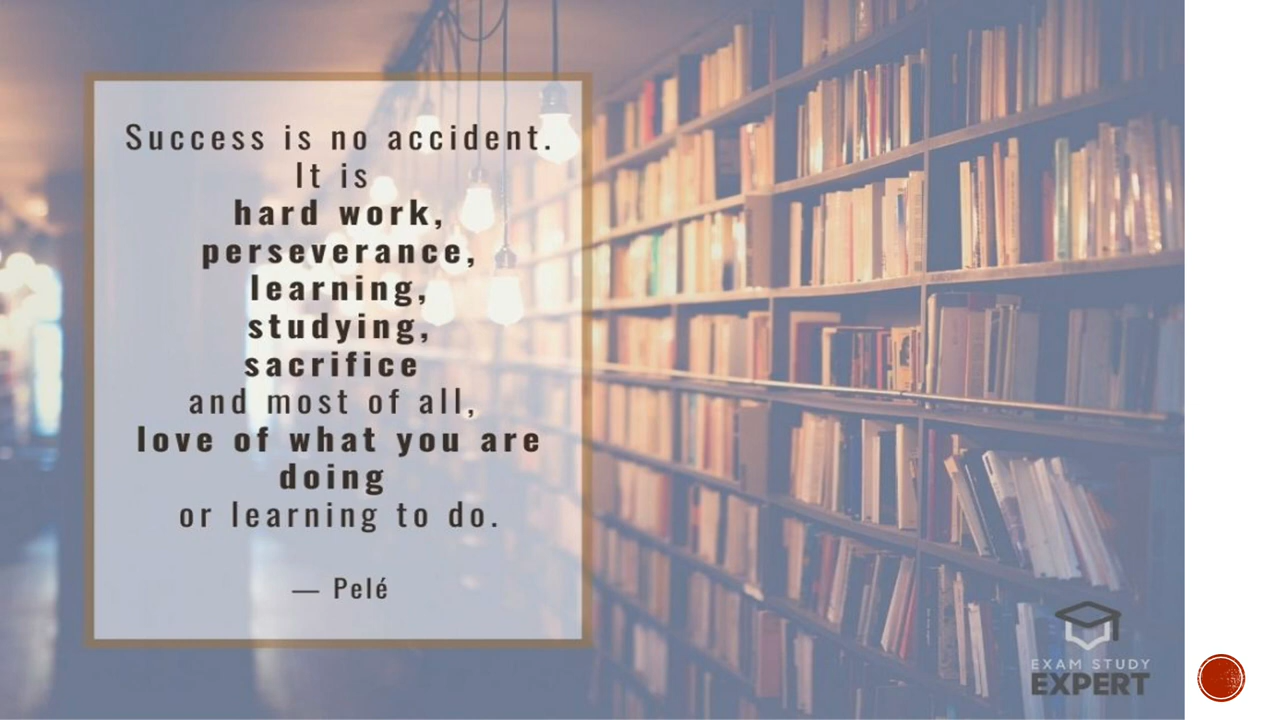 Success is no accident.
It is
hard work,
perseverance,
learning,
studying,
sacrifice
and most of all,
love of what you are
doing
or learning to do.
— Pelé
EXAM STUDY
EXPERT